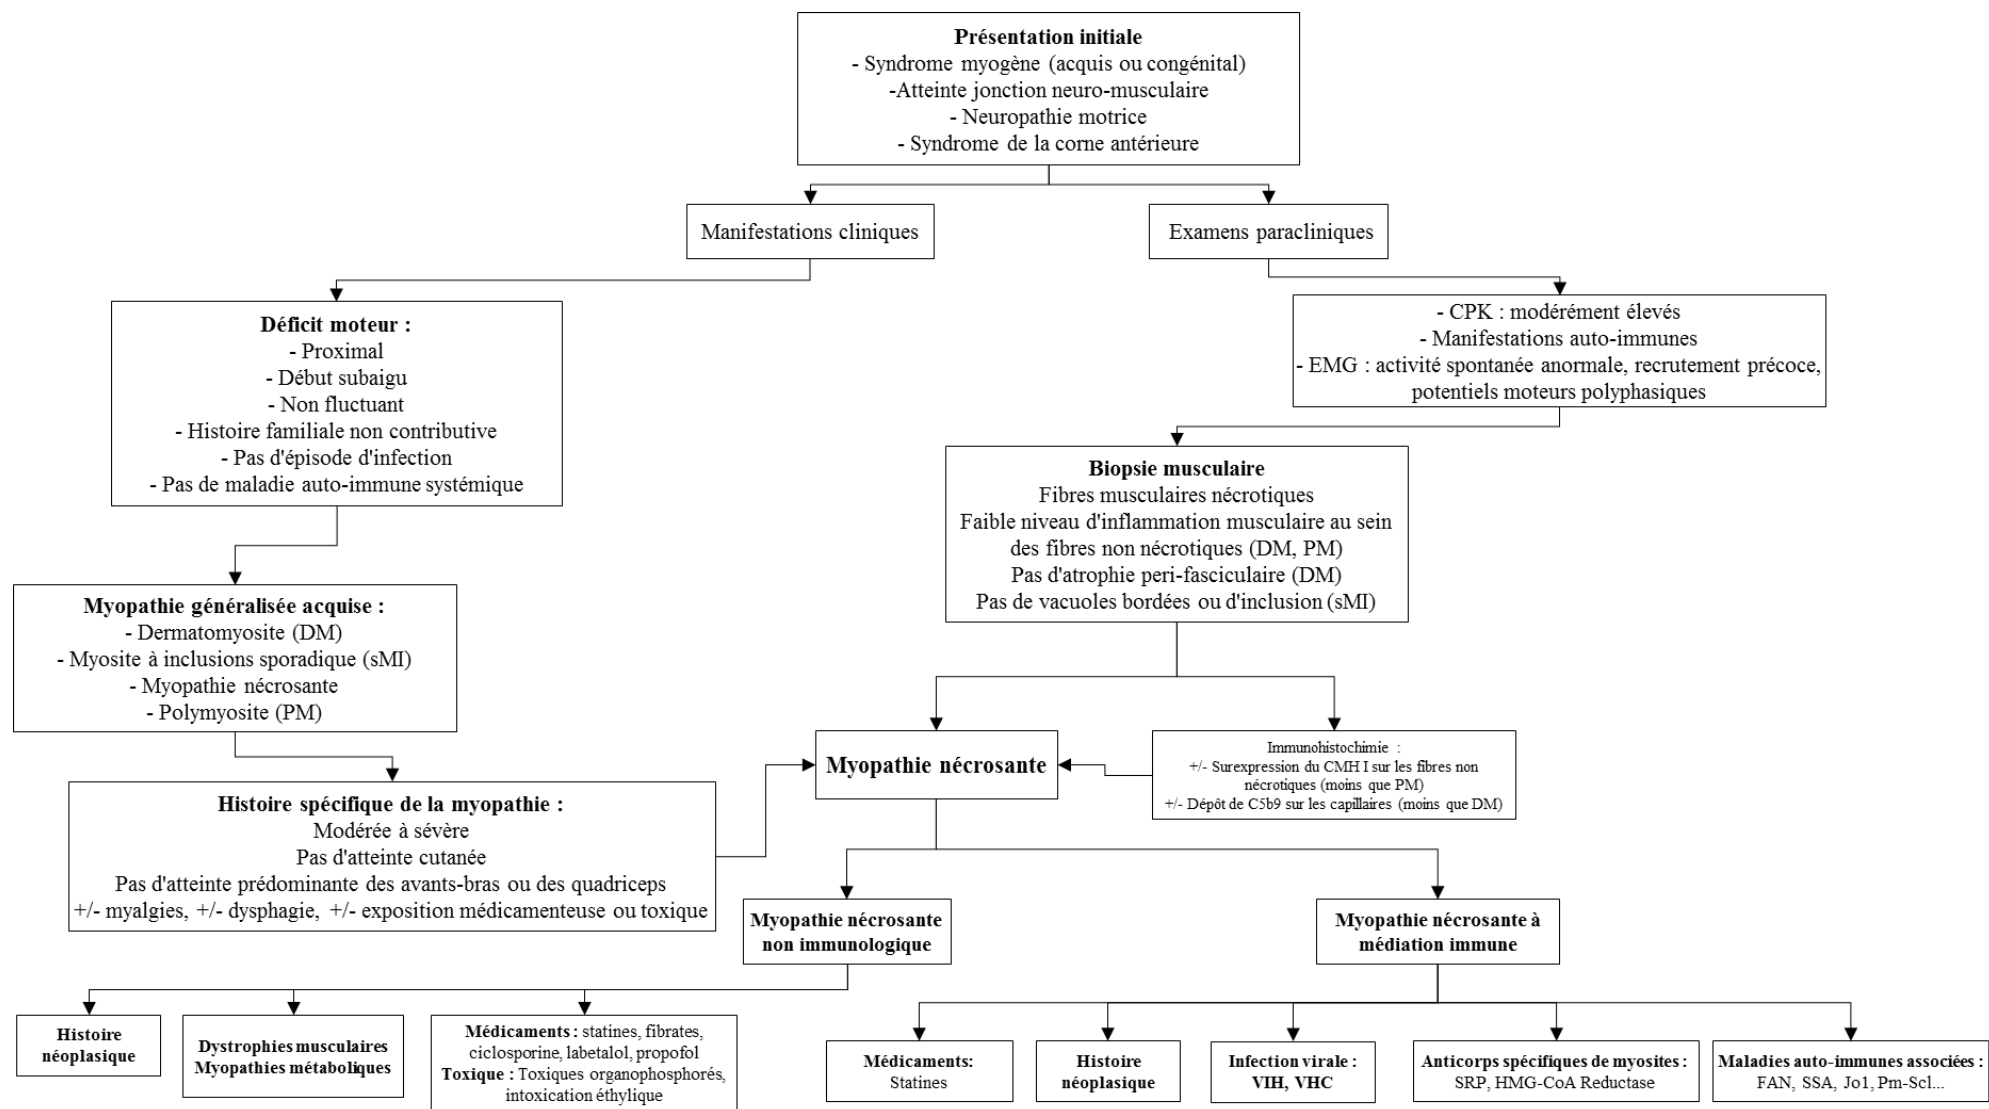 Présentation initiale
- Syndrome myogène (acquis ou congénital)
-Atteinte jonction neuro-musculaire
- Neuropathie motrice
- Syndrome de la corne antérieure
Manifestations cliniques
Examens paracliniques
Déficit moteur :
- Proximal
- Début subaigu
- Non fluctuant
- Histoire familiale non contributive
- Pas d'épisode d'infection
- Pas de maladie auto-immune systémique
- CPK : modérément élevés
- Manifestations auto-immunes
- EMG : activité spontanée anormale, recrutement précoce,
potentiels moteurs polyphasiques
Biopsie musculaire
Fibres musculaires nécrotiques
Faible niveau d'inflammation musculaire au sein
des fibres non nécrotiques (DM, PM)
Pas d'atrophie peri-fasciculaire (DM)
Pas de vacuoles bordées ou d'inclusion (sMI)
Myopathie généralisée acquise :
- Dermatomyosite (DM)
- Myosite à inclusions sporadique (sMI)
- Myopathie nécrosante
- Polymyosite (PM)
Myopathie nécrosante
Immunohistochimie :
+/- Surexpression du CMH I sur les fibres non
nécrotiques (moins que PM)
+/- Dépôt de C5b9 sur les capillaires (moins que DM)
Histoire spécifique de la myopathie :
Modérée à sévère
Pas d'atteinte cutanée
Pas d'atteinte prédominante des avants-bras ou des quadriceps
+/- myalgies, +/- dysphagie, +/- exposition médicamenteuse ou toxique
Myopathie nécrosante
non immunologique
Myopathie nécrosante à
médiation immune
Histoire
néoplasique
Dystrophies musculaires
Myopathies métaboliques
Médicaments : statines, fibrates,
ciclosporine, labetalol, propofol
Toxique : Toxiques organophosphorés,
intoxication éthylique
Médicaments:
Statines
Histoire
néoplasique
Infection virale :
VIH, VHC
Anticorps spécifiques de myosites :
SRP, HMG-CoA Reductase
Maladies auto-immunes associées :
FAN, SSA, Jo1, Pm-Scl...